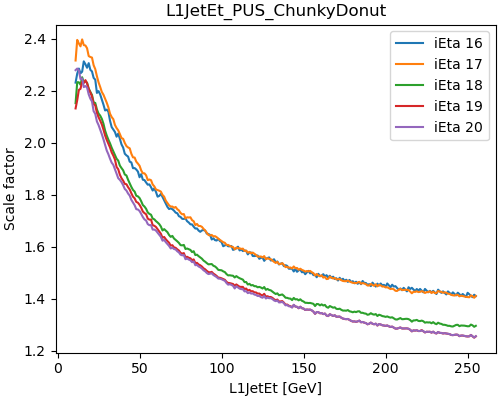 L1JetEt_PUS_ChunkyDonut
iEta 16
iEta 17
iEta 18
iEta 19
iEta 20
Scale factor
2.4
2.2
2.0
1.8
1.6
1.4
1.2
0 50 100 150 200 250
L1JetEt [GeV]